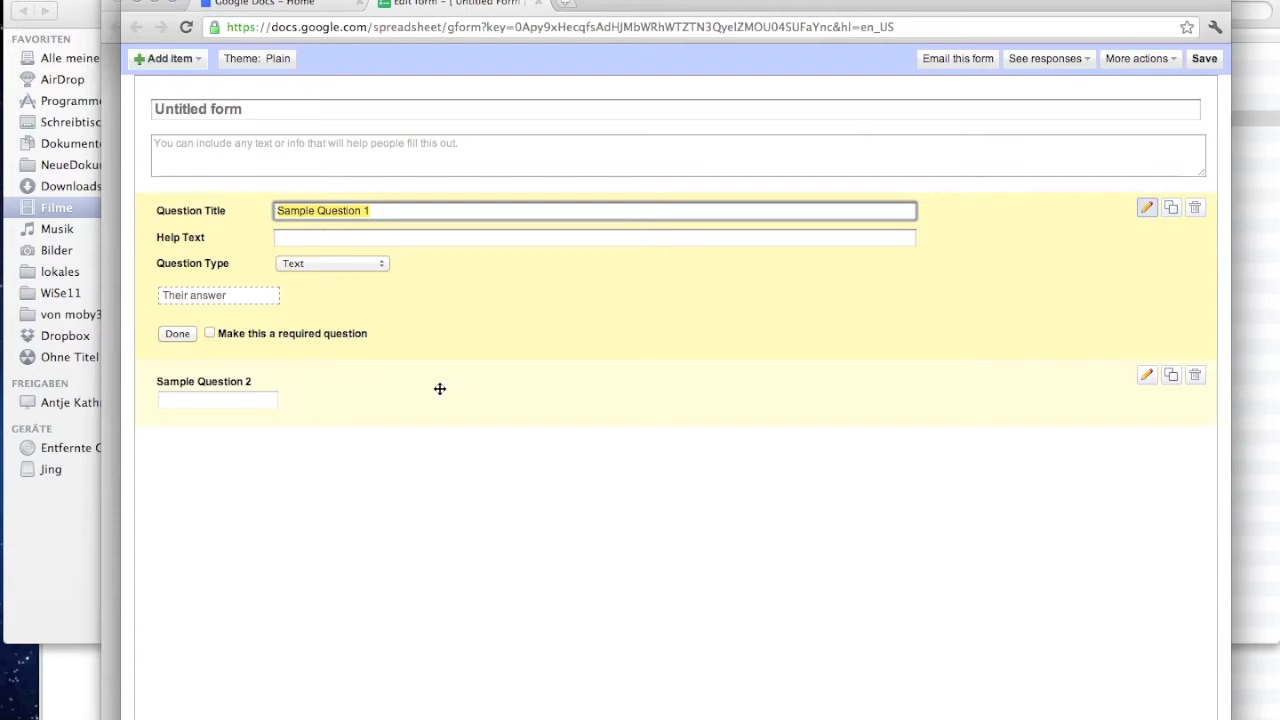 Google Docs - Home
Edit form - [ Untitled Form
https://docs.google.com/spreadsheet/gform?key=0Apy9xHecqfsAdHJMbWRhWTZTN3QyelZMOU04SUFaYnc&hl=en_US
Add item
Theme: Plain
Email this form
See responses
More actions
Save
Untitled form
You can include any text or info that will help people fill this out.
Question Title
Sample Question 1
Help Text
Question Type
Text
Their answer
Done
Make this a required question
Sample Question 2
FAVORITEN
Alle meine
AirDrop
Programme
Schreibtisc
Dokumente
NeueDoku
Downloads
Filme
Musik
Bilder
lokales
WiSe11
von moby3
Dropbox
Ohne Titel
FREIGABEN
Antje Kath
GERÄTE
Entfernte C
Jing